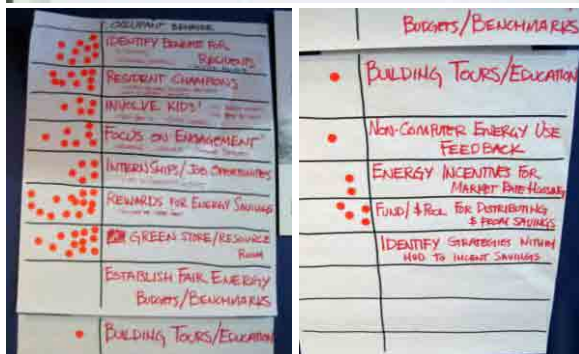 OCCUPANT BEHAVIOR
IDENTIFY BENEFIT FOR
RESIDENTS
RESIDENT CHAMPIONS
INVOLVE KIDS!
FOCUS ON ENGAGEMENT
INTERNSHIPS/JOB OPPORTUNITIES
REWARDS FOR ENERGY SAVINGS
GREEN STORE/RESOURCE
ROOM
ESTABLISH FAIR ENERGY
BUDGETS/BENCHMARKS
BUILDING TOURS/EDUCATION
BUDGETS/BENCHMARKS
BUILDING TOURS/EDUCATION
NON-COMPUTER ENERGY USE
FEEDBACK
ENERGY INCENTIVES FOR
MARKET RATE HOUSING
FUND/$ POOL FOR DISTRIBUTING
$ FROM SAVINGS
IDENTIFY STRATEGIES WITHIN
HUD TO INCENT SAVINGS